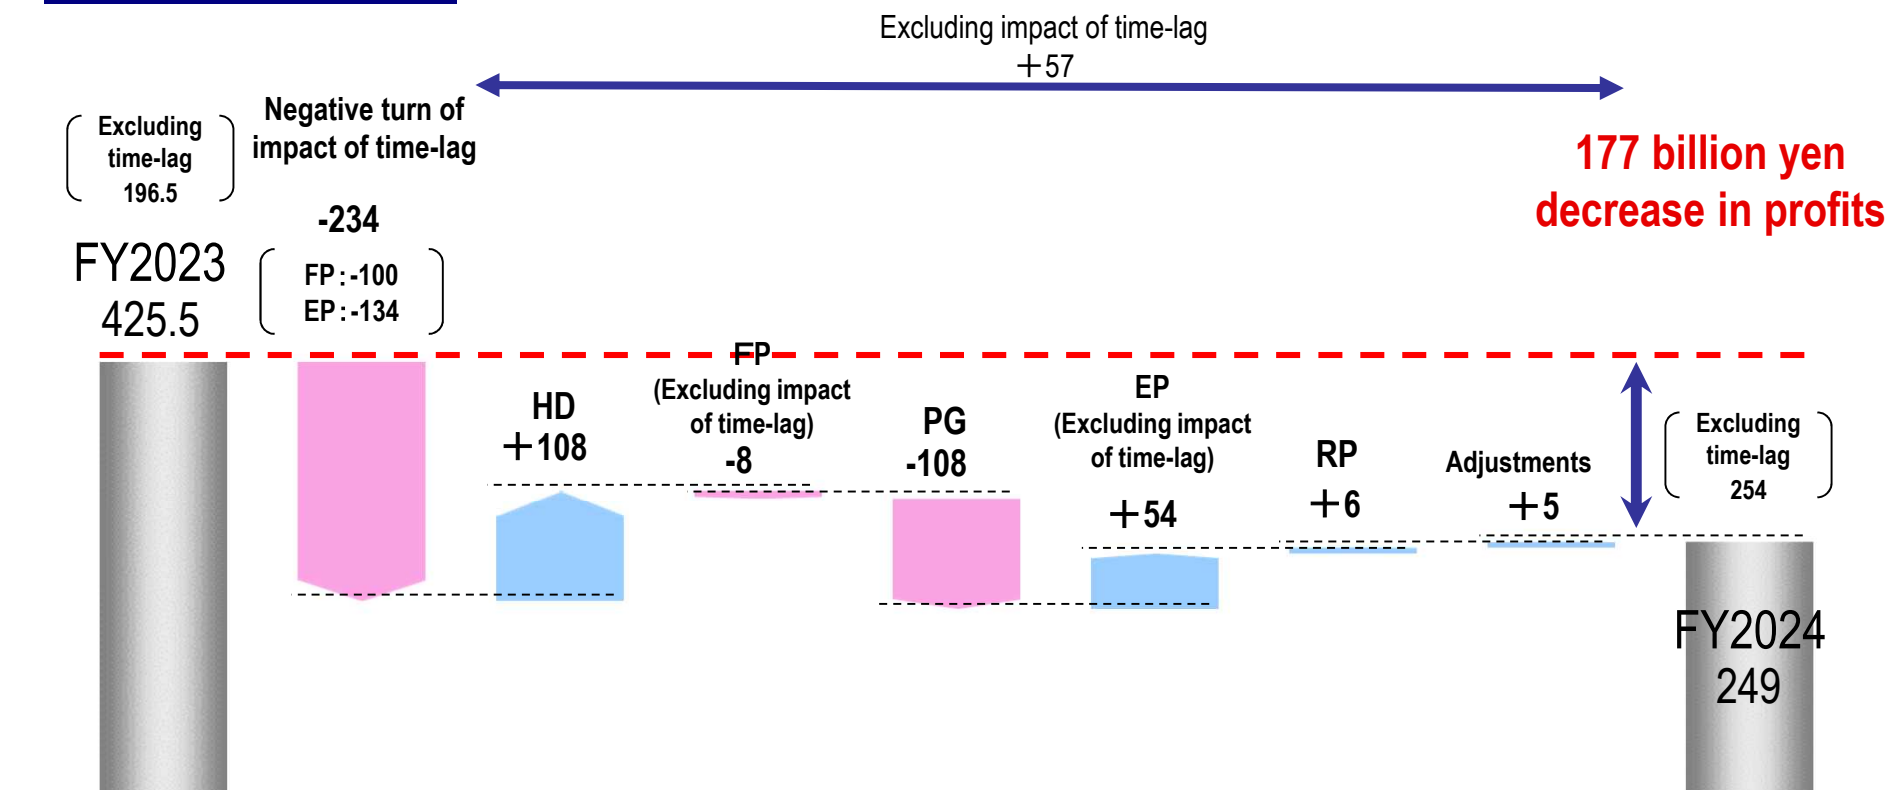 Excluding impact of time-lag
+57
Excluding
time-lag
196.5
Negative turn of
impact of time-lag
-234
FP:-100
EP:-134
FY2023
425.5
177 billion yen
decrease in profits
HD
+108
FP
(Excluding impact
of time-lag)
-8
PG
-108
EP
(Excluding impact
of time-lag)
+54
RP
+6
Adjustments
+5
Excluding
time-lag
254
FY2024
249